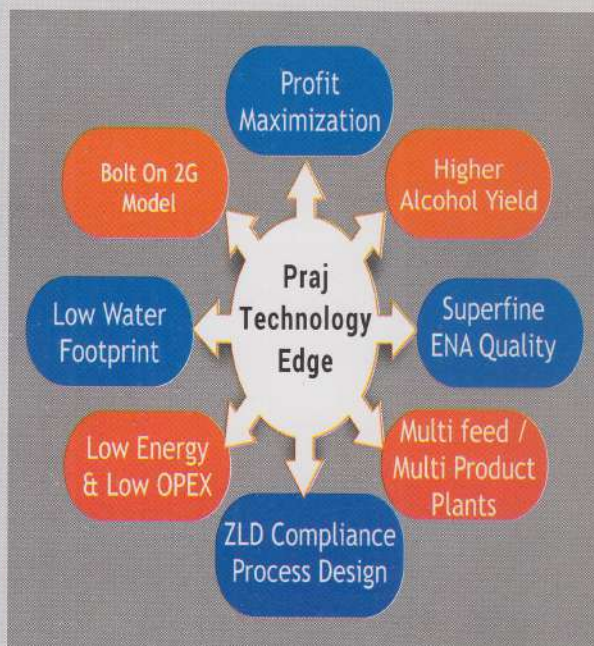 Profit
Maximization
Bolt On 2G
Model
Higher
Alcohol Yield
Praj
Technology
Edge
Low Water
Footprint
Superfine
ENA Quality
Low Energy
& Low OPEX
Multi feed /
Multi Product
Plants
ZLD Compliance
Process Design